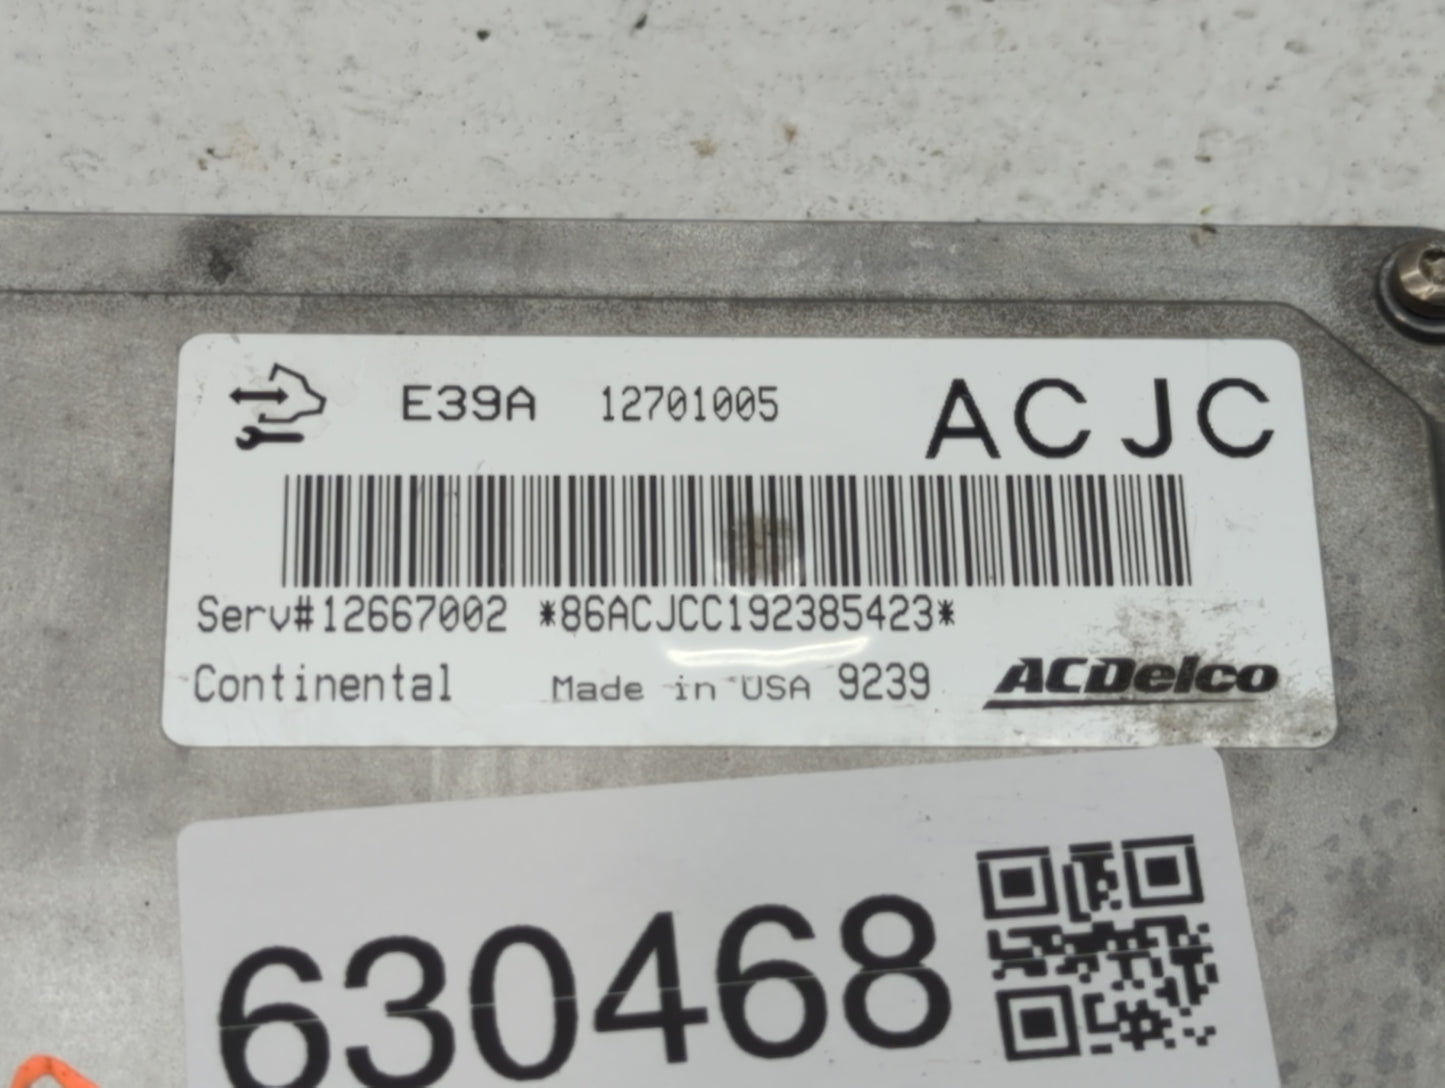 E39A 12701005 ACJC
Serv#12667002 *86ACJCC192385423*
Continental Made in USA 9239 ACDelco
630468